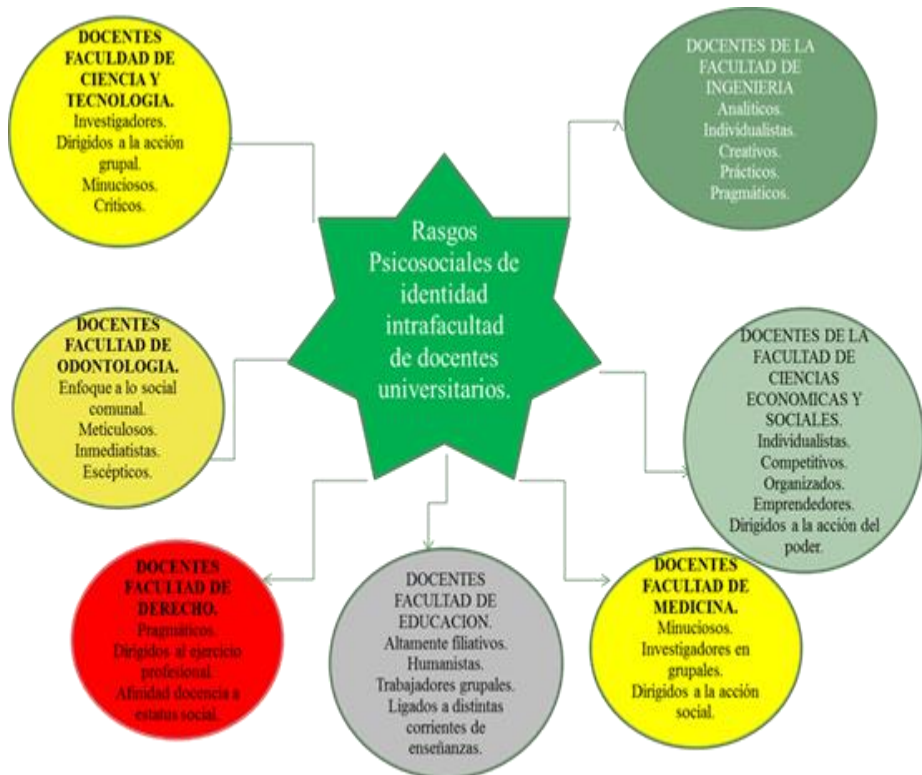 DOCENTES
FACULDAD DE
CIENCIA Y
TECNOLOGIA.
Investigadores.
Dirigidos a la acción
grupal.
Minuciosos.
Críticos.
DOCENTES DE LA
FACULTAD DE
INGENIERIA
Analíticos.
Individualistas.
Creativos.
Prácticos.
Pragmáticos.
Rasgos
Psicosociales de
identidad
intrafacultad
de docentes
universitarios.
DOCENTES
FACULTAD DE
ODONTOLOGIA.
Enfoque a lo social
comunal.
Meticulosos.
Inmediatistas.
Escépticos.
DOCENTES DE LA
FACULTAD DE
CIENCIAS
ECONOMICAS Y
SOCIALES.
Individualistas.
Competitivos.
Organizados.
Emprendedores.
Dirigidos a la acción del
poder.
DOCENTES
FACULTAD DE
DERECHO.
Pragmáticos.
Dirigidos al ejercicio
profesional.
Afinidad docencia a
estatus social.
DOCENTES
FACULTAD DE
EDUCACION.
Altamente filiativos.
Humanistas.
Trabajadores grupales.
Ligados a distintas
corrientes de
enseñanzas.
DOCENTES
FACULTAD DE
MEDICINA.
Minuciosos.
Investigadores en
grupales.
Dirigidos a la acción
social.